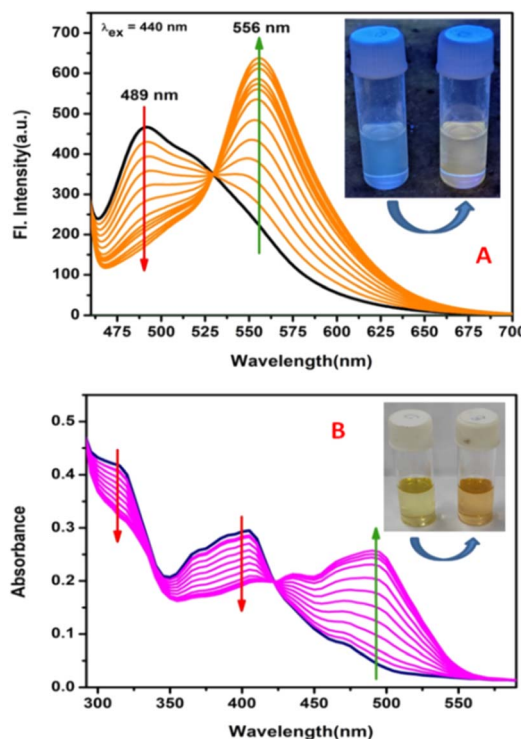 λex = 440 nm
556 nm
489 nm
700
600
500
400
300
200
100
0
Fl. Intensity(a.u.)
A
475 500 525 550 575 600 625 650 675 700
Wavelength(nm)
B
0.5
0.4
0.3
0.2
0.1
0.0
Absorbance
300 350 400 450 500 550
Wavelength(nm)